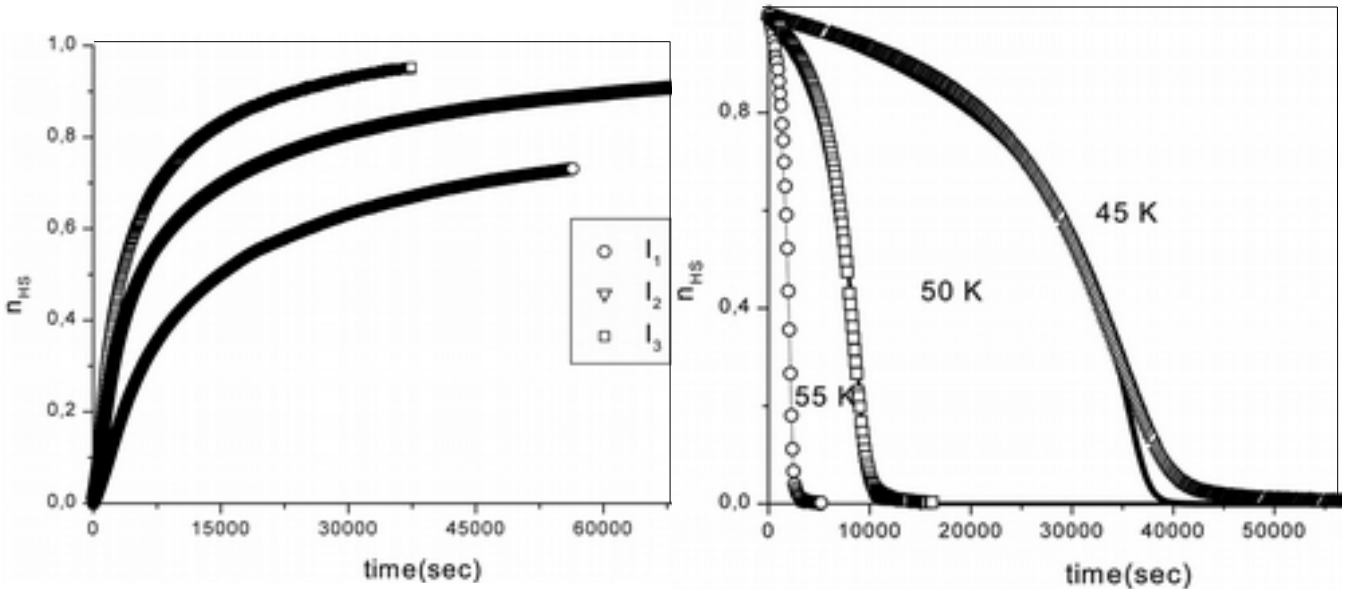 1,0
0,8
0,6
0,4
0,2
0,0
n_HS
0 15000 30000 45000 60000
time(sec)
I_1
I_2
I_3
0,8
0,4
0,0
n_HS
45 K
50 K
55 K
0 10000 20000 30000 40000 50000
time(sec)